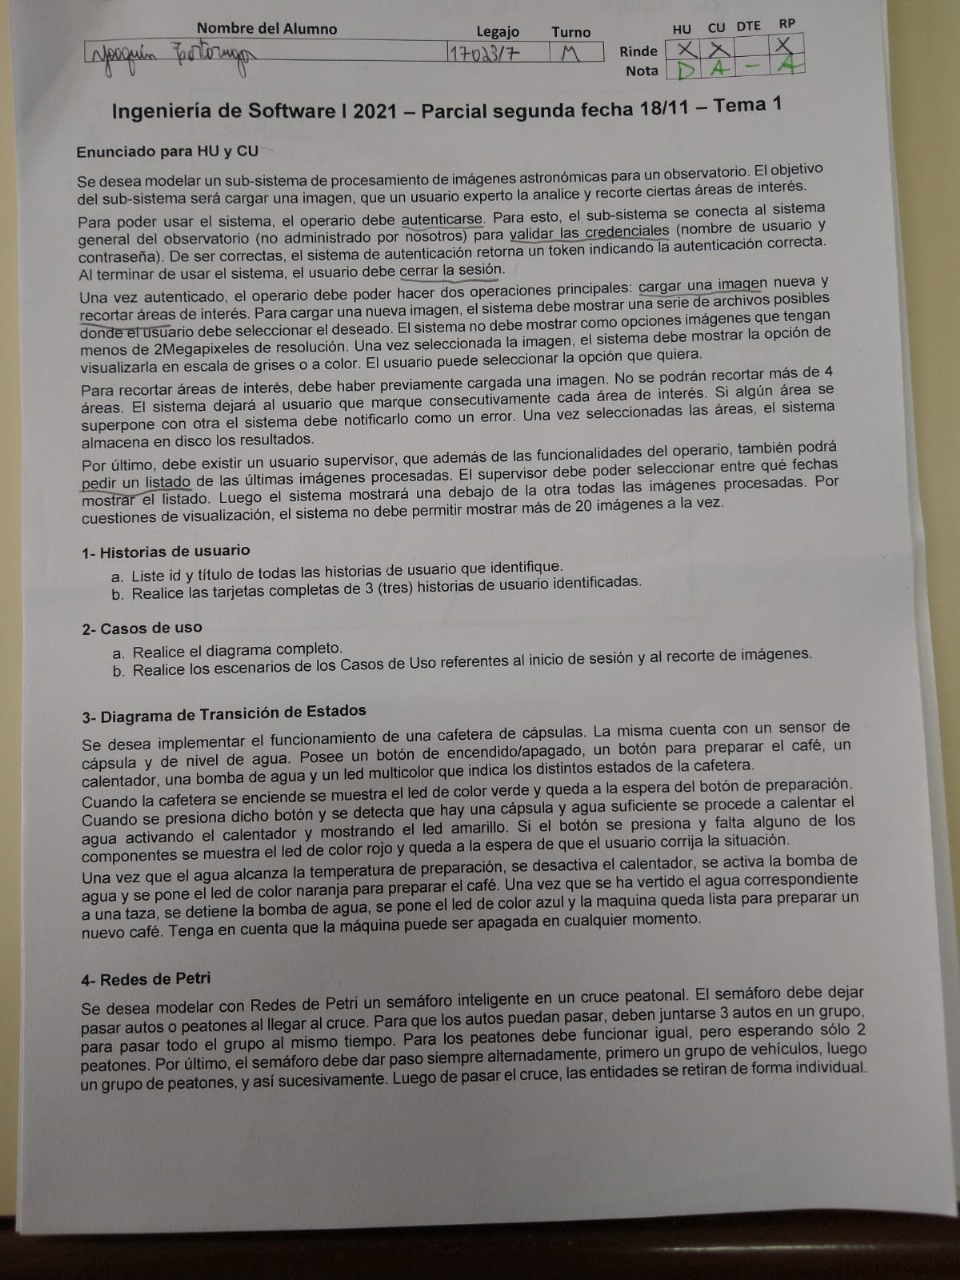 Nombre del Alumno Legajo Turno HU CU DTE RP
Joaquín 17023/7 M Rinde X X X
Nota D A - A
Ingeniería de Software I 2021 – Parcial segunda fecha 18/11 – Tema 1
Enunciado para HU y CU
Se desea modelar un sub-sistema de procesamiento de imágenes astronómicas para un observatorio. El objetivo
del sub-sistema será cargar una imagen, que un usuario experto la analice y recorte ciertas áreas de interés.
Para poder usar el sistema, el operario debe autenticarse. Para esto, el sub-sistema se conecta al sistema
general del observatorio (no administrado por nosotros) para validar las credenciales (nombre de usuario y
contraseña). De ser correctas, el sistema de autenticación retorna un token indicando la autenticación correcta.
Al terminar de usar el sistema, el usuario debe cerrar la sesión.
Una vez autenticado, el operario debe poder hacer dos operaciones principales: cargar una imagen nueva y
recortar áreas de interés. Para cargar una nueva imagen, el sistema debe mostrar una serie de archivos posibles
donde el usuario debe seleccionar el deseado. El sistema no debe mostrar como opciones imágenes que tengan
menos de 2Megapixeles de resolución. Una vez seleccionada la imagen, el sistema debe mostrar la opción de
visualizarla en escala de grises o a color. El usuario puede seleccionar la opción que quiera.
Para recortar áreas de interés, debe haber previamente cargada una imagen. No se podrán recortar más de 4
áreas. El sistema dejará al usuario que marque consecutivamente cada área de interés. Si algún área se
superpone con otra el sistema debe notificarlo como un error. Una vez seleccionadas las áreas, el sistema
almacena en disco los resultados.
Por último, debe existir un usuario supervisor, que además de las funcionalidades del operario, también podrá
pedir un listado de las últimas imágenes procesadas. El supervisor debe poder seleccionar entre qué fechas
mostrar el listado. Luego el sistema mostrará una debajo de la otra todas las imágenes procesadas. Por
cuestiones de visualización, el sistema no debe permitir mostrar más de 20 imágenes a la vez.
1- Historias de usuario
a. Liste id y título de todas las historias de usuario que identifique.
b. Realice las tarjetas completas de 3 (tres) historias de usuario identificadas.
2- Casos de uso
a. Realice el diagrama completo.
b. Realice los escenarios de los Casos de Uso referentes al inicio de sesión y al recorte de imágenes.
3- Diagrama de Transición de Estados
Se desea implementar el funcionamiento de una cafetera de cápsulas. La misma cuenta con un sensor de
cápsula y de nivel de agua. Posee un botón de encendido/apagado, un botón para preparar el café, un
calentador, una bomba de agua y un led multicolor que indica los distintos estados de la cafetera.
Cuando la cafetera se enciende se muestra el led de color verde y queda a la espera del botón de preparación.
Cuando se presiona dicho botón y se detecta que hay una cápsula y agua suficiente se procede a calentar el
agua activando el calentador y mostrando el led amarillo. Si el botón se presiona y falta alguno de los
componentes se muestra el led de color rojo y queda a la espera de que el usuario corrija la situación.
Una vez que el agua alcanza la temperatura de preparación, se desactiva el calentador, se activa la bomba de
agua y se pone el led de color naranja para preparar el café. Una vez que se ha vertido el agua correspondiente
a una taza, se detiene la bomba de agua, se pone el led de color azul y la maquina queda lista para preparar un
nuevo café. Tenga en cuenta que la máquina puede ser apagada en cualquier momento.
4- Redes de Petri
Se desea modelar con Redes de Petri un semáforo inteligente en un cruce peatonal. El semáforo debe dejar
pasar autos o peatones al llegar al cruce. Para que los autos puedan pasar, deben juntarse 3 autos en un grupo,
para pasar todo el grupo al mismo tiempo. Para los peatones debe funcionar igual, pero esperando sólo 2
peatones. Por último, el semáforo debe dar paso siempre alternadamente, primero un grupo de vehículos, luego
un grupo de peatones, y así sucesivamente. Luego de pasar el cruce, las entidades se retiran de forma individual.